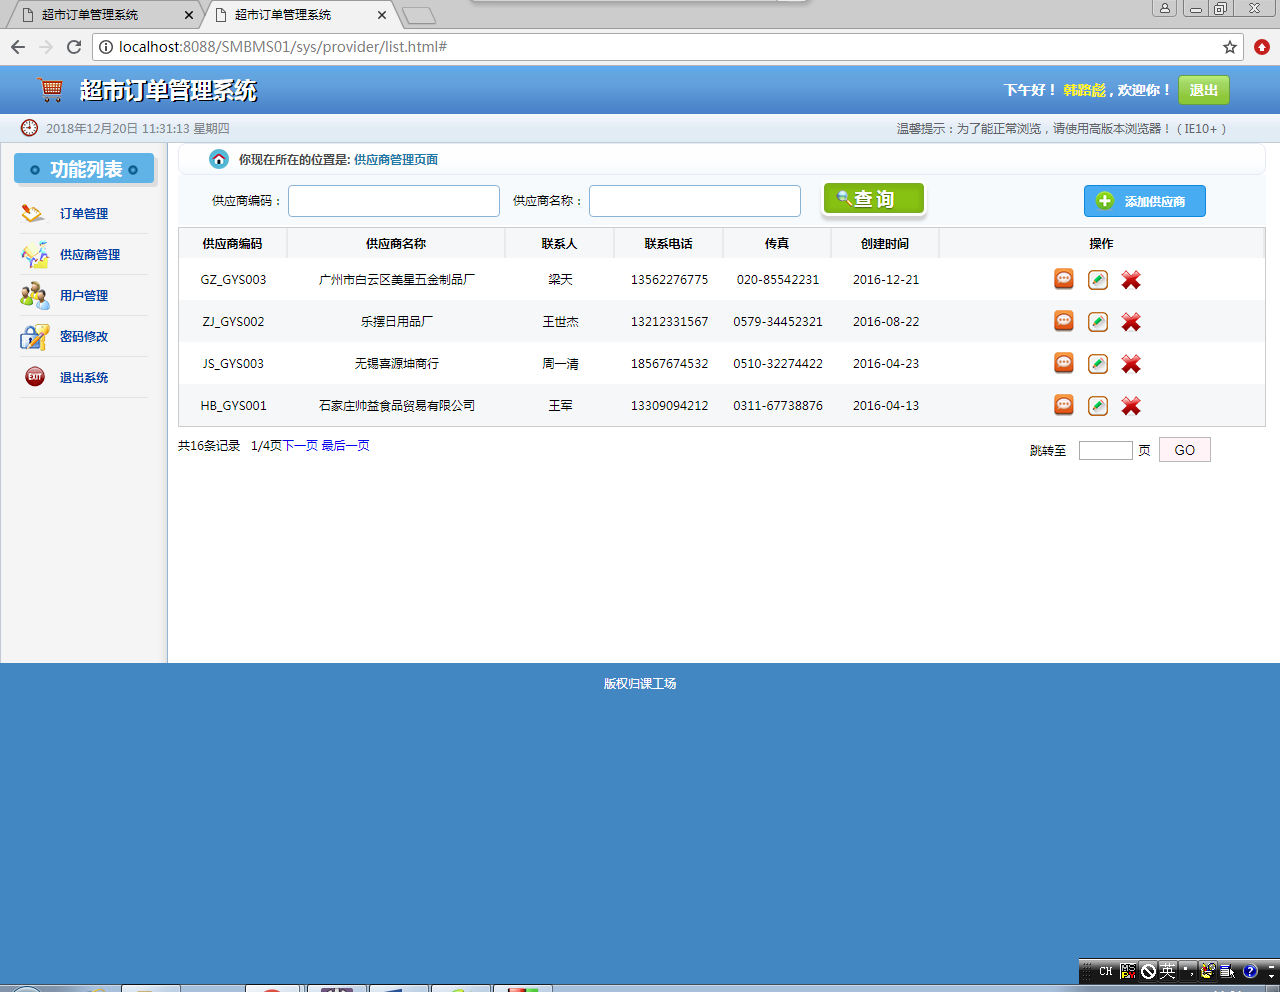 超市订单管理系统
超市订单管理系统
localhost:8088/SMBMS01/sys/provider/list.html#
超市订单管理系统
下午好！ 韩路彪 , 欢迎你！ 退出
2018年12月20日 11:31:13 星期四
温馨提示：为了能正常浏览，请使用高版本浏览器！（IE10+）
功能列表
订单管理
供应商管理
用户管理
密码修改
EXIT 退出系统
你现在所在的位置是: 供应商管理页面
供应商编码： 供应商名称： 查 询 添加供应商
供应商编码 供应商名称 联系人 联系电话 传真 创建时间 操作
GZ_GYS003 广州市白云区美星五金制品厂 梁天 13562276775 020-85542231 2016-12-21
ZJ_GYS002 乐摆日用品厂 王世杰 13212331567 0579-34452321 2016-08-22
JS_GYS003 无锡喜源坤商行 周一清 18567674532 0510-32274422 2016-04-23
HB_GYS001 石家庄帅益食品贸易有限公司 王军 13309094212 0311-67738876 2016-04-13
共16条记录 1/4页下一页 最后一页
跳转至 页 GO
版权归课工场
CH 英